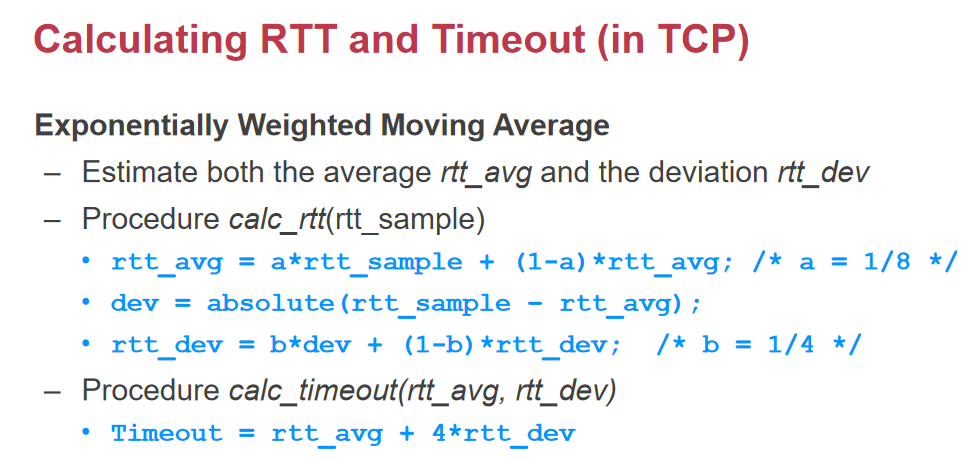 Calculating RTT and Timeout (in TCP)
Exponentially Weighted Moving Average
– Estimate both the average rtt_avg and the deviation rtt_dev
– Procedure calc_rtt(rtt_sample)
• rtt_avg = a*rtt_sample + (1-a)*rtt_avg; /* a = 1/8 */
• dev = absolute(rtt_sample – rtt_avg);
• rtt_dev = b*dev + (1-b)*rtt_dev; /* b = 1/4 */
– Procedure calc_timeout(rtt_avg, rtt_dev)
• Timeout = rtt_avg + 4*rtt_dev